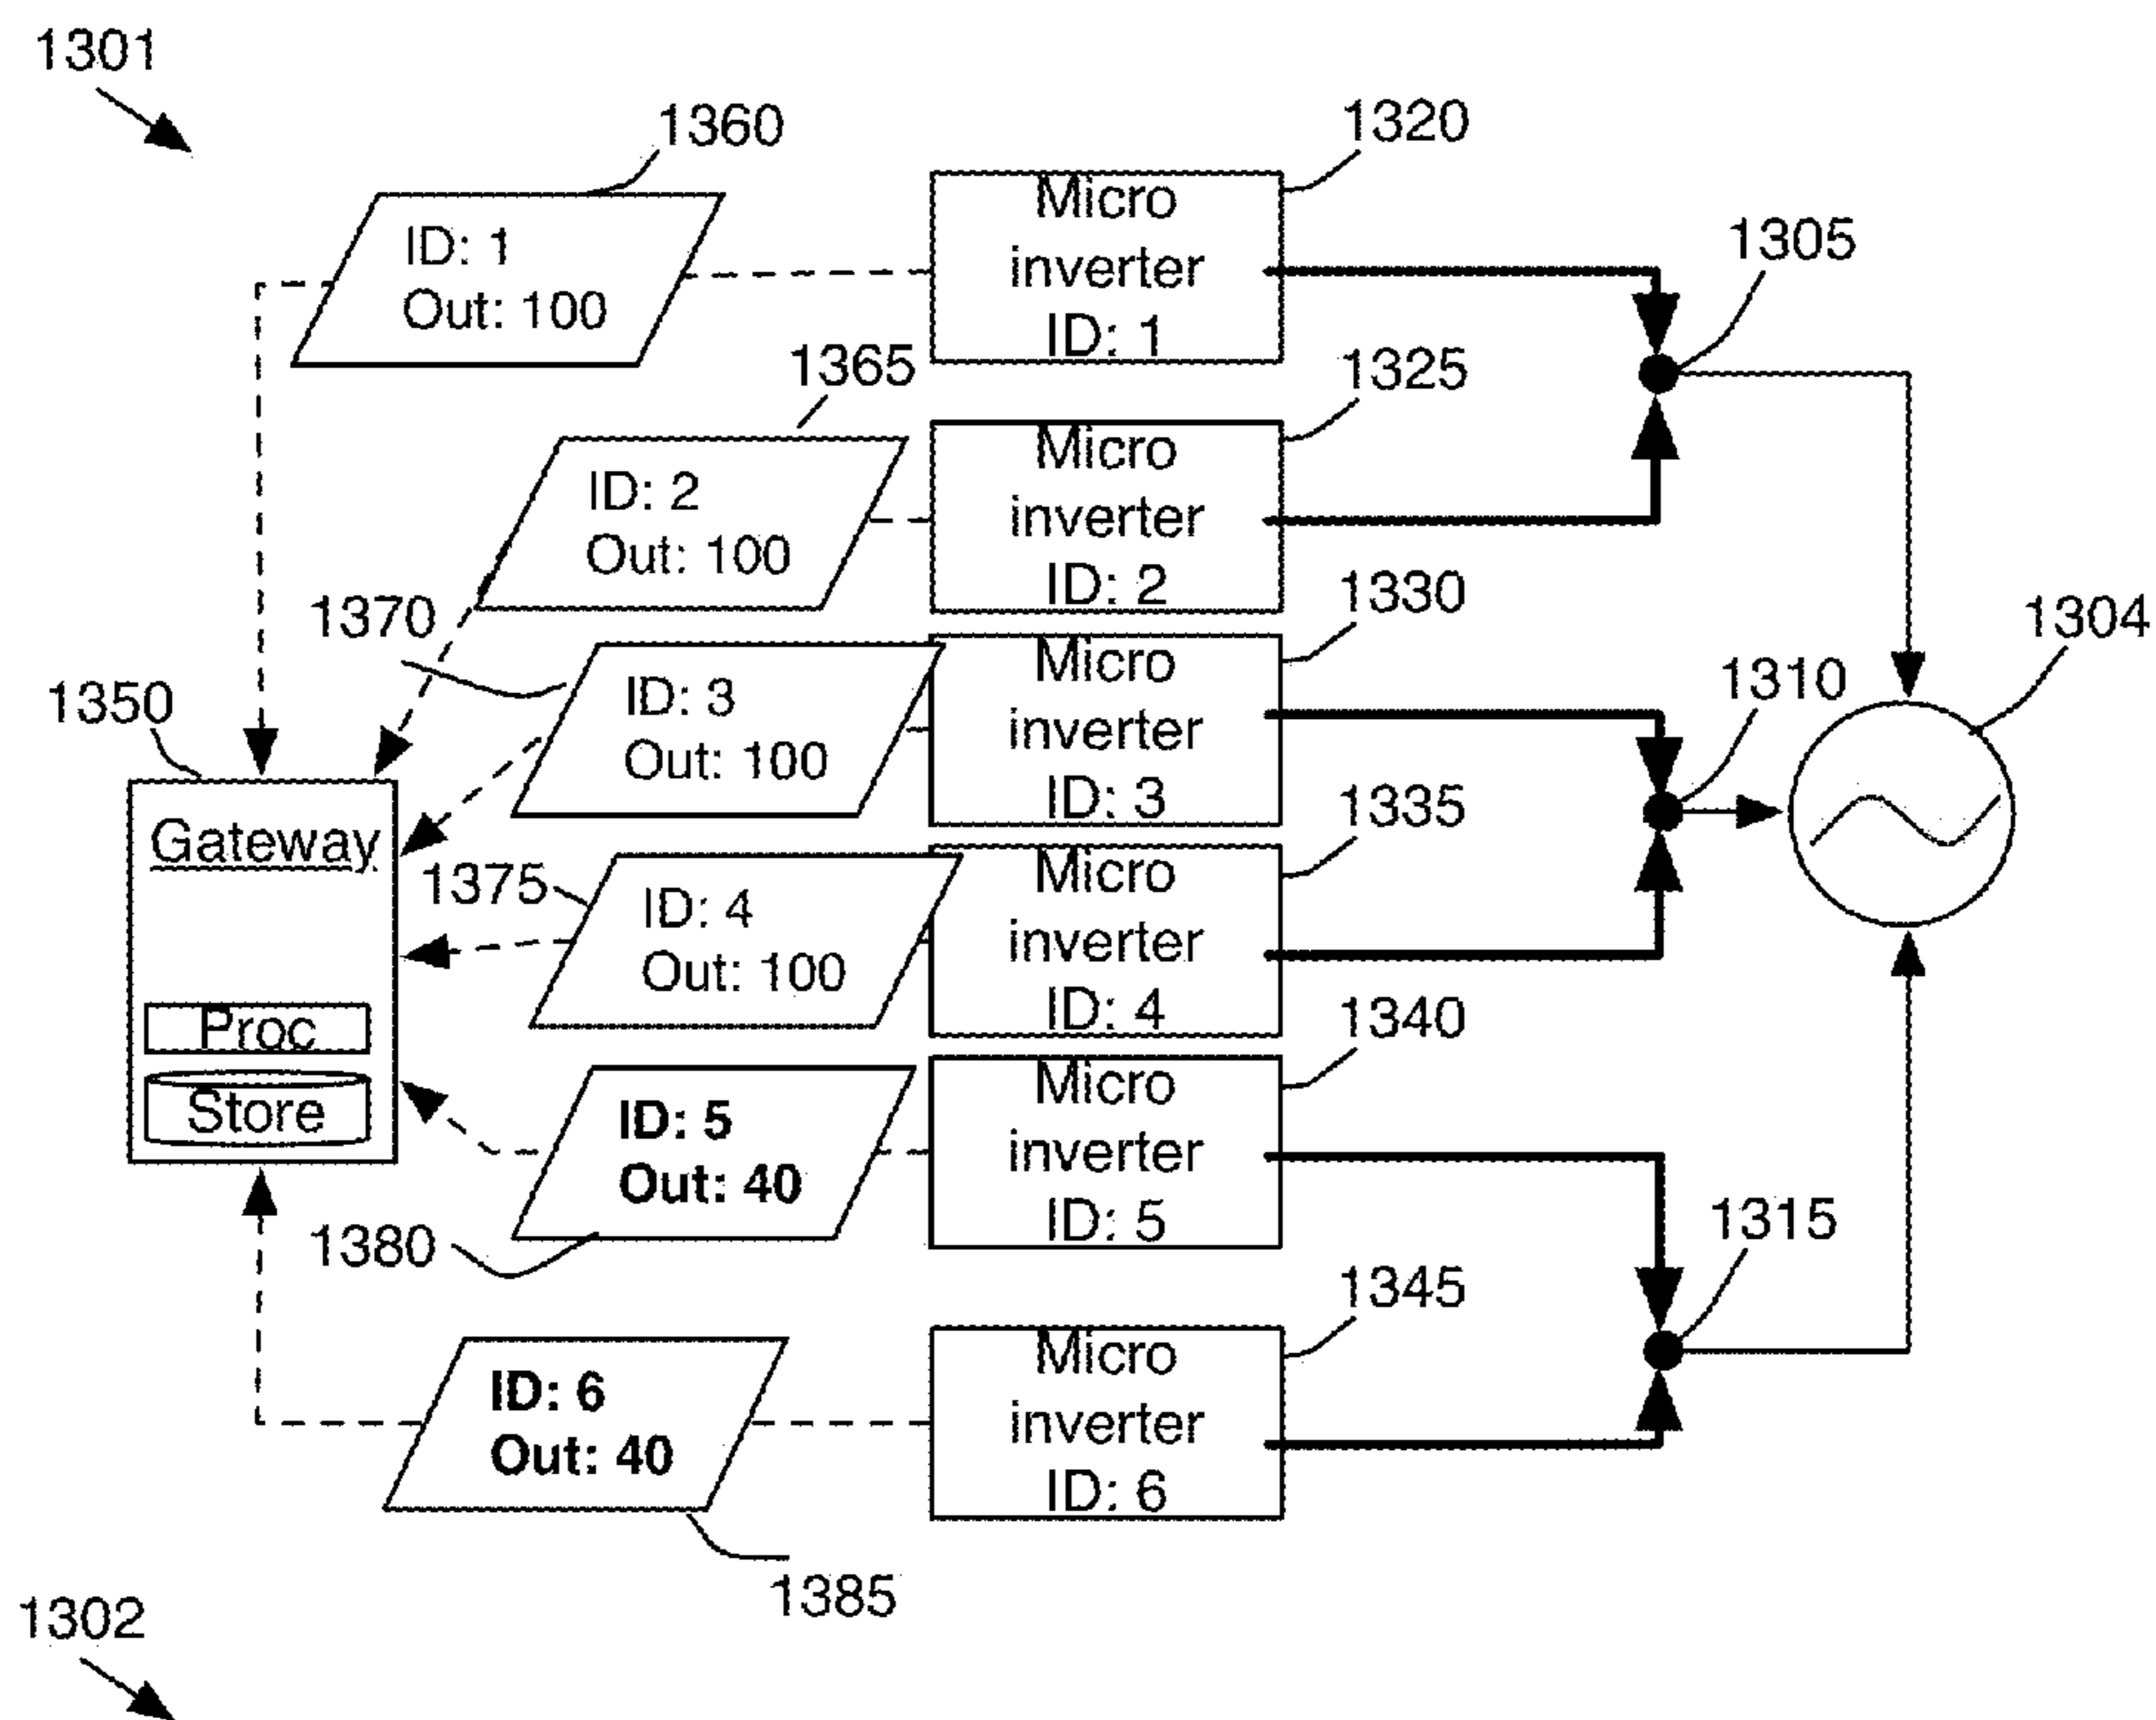 1301
1360
1320
Micro
inverter
ID: 1
ID: 1
Out: 100
1305
1365
1325
Micro
inverter
ID: 2
ID: 2
Out: 100
1370
1330
1304
Micro
inverter
ID: 3
ID: 3
Out: 100
1350
1310
Gateway
1375
1335
Micro
inverter
ID: 4
ID: 4
Out: 100
Proc
Store
1340
Micro
inverter
ID: 5
ID: 5
Out: 40
1380
1315
1345
Micro
inverter
ID: 6
ID: 6
Out: 40
1385
1302